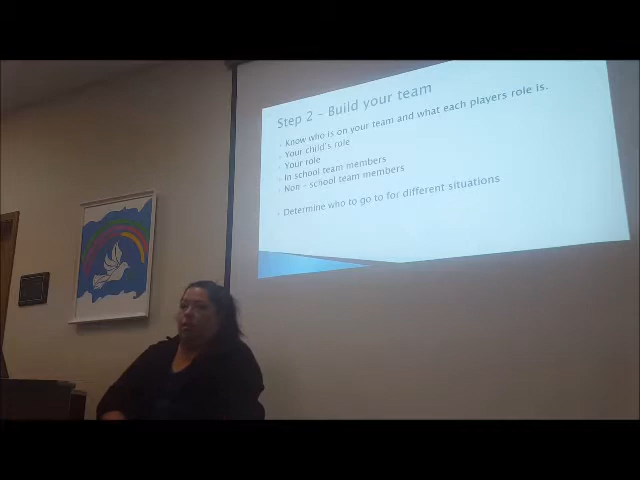 Step 2 – Build your team
Know who is on your team and what each players role is.
Your child's role
Your role
In school team members
Non – school team members
Determine who to go to for different situations